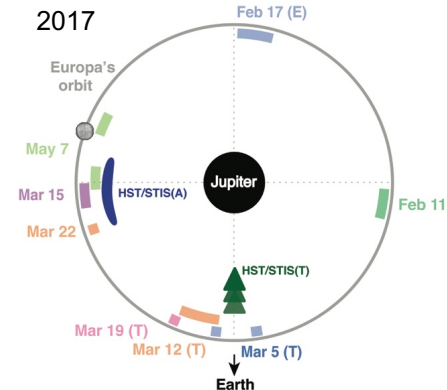 2017
Feb 17 (E)
Europa's
orbit
May 7
Mar 15
HST/STIS(A)
Jupiter
Feb 11
Mar 22
HST/STIS(T)
Mar 19 (T)
Mar 12 (T)
Mar 5 (T)
Earth